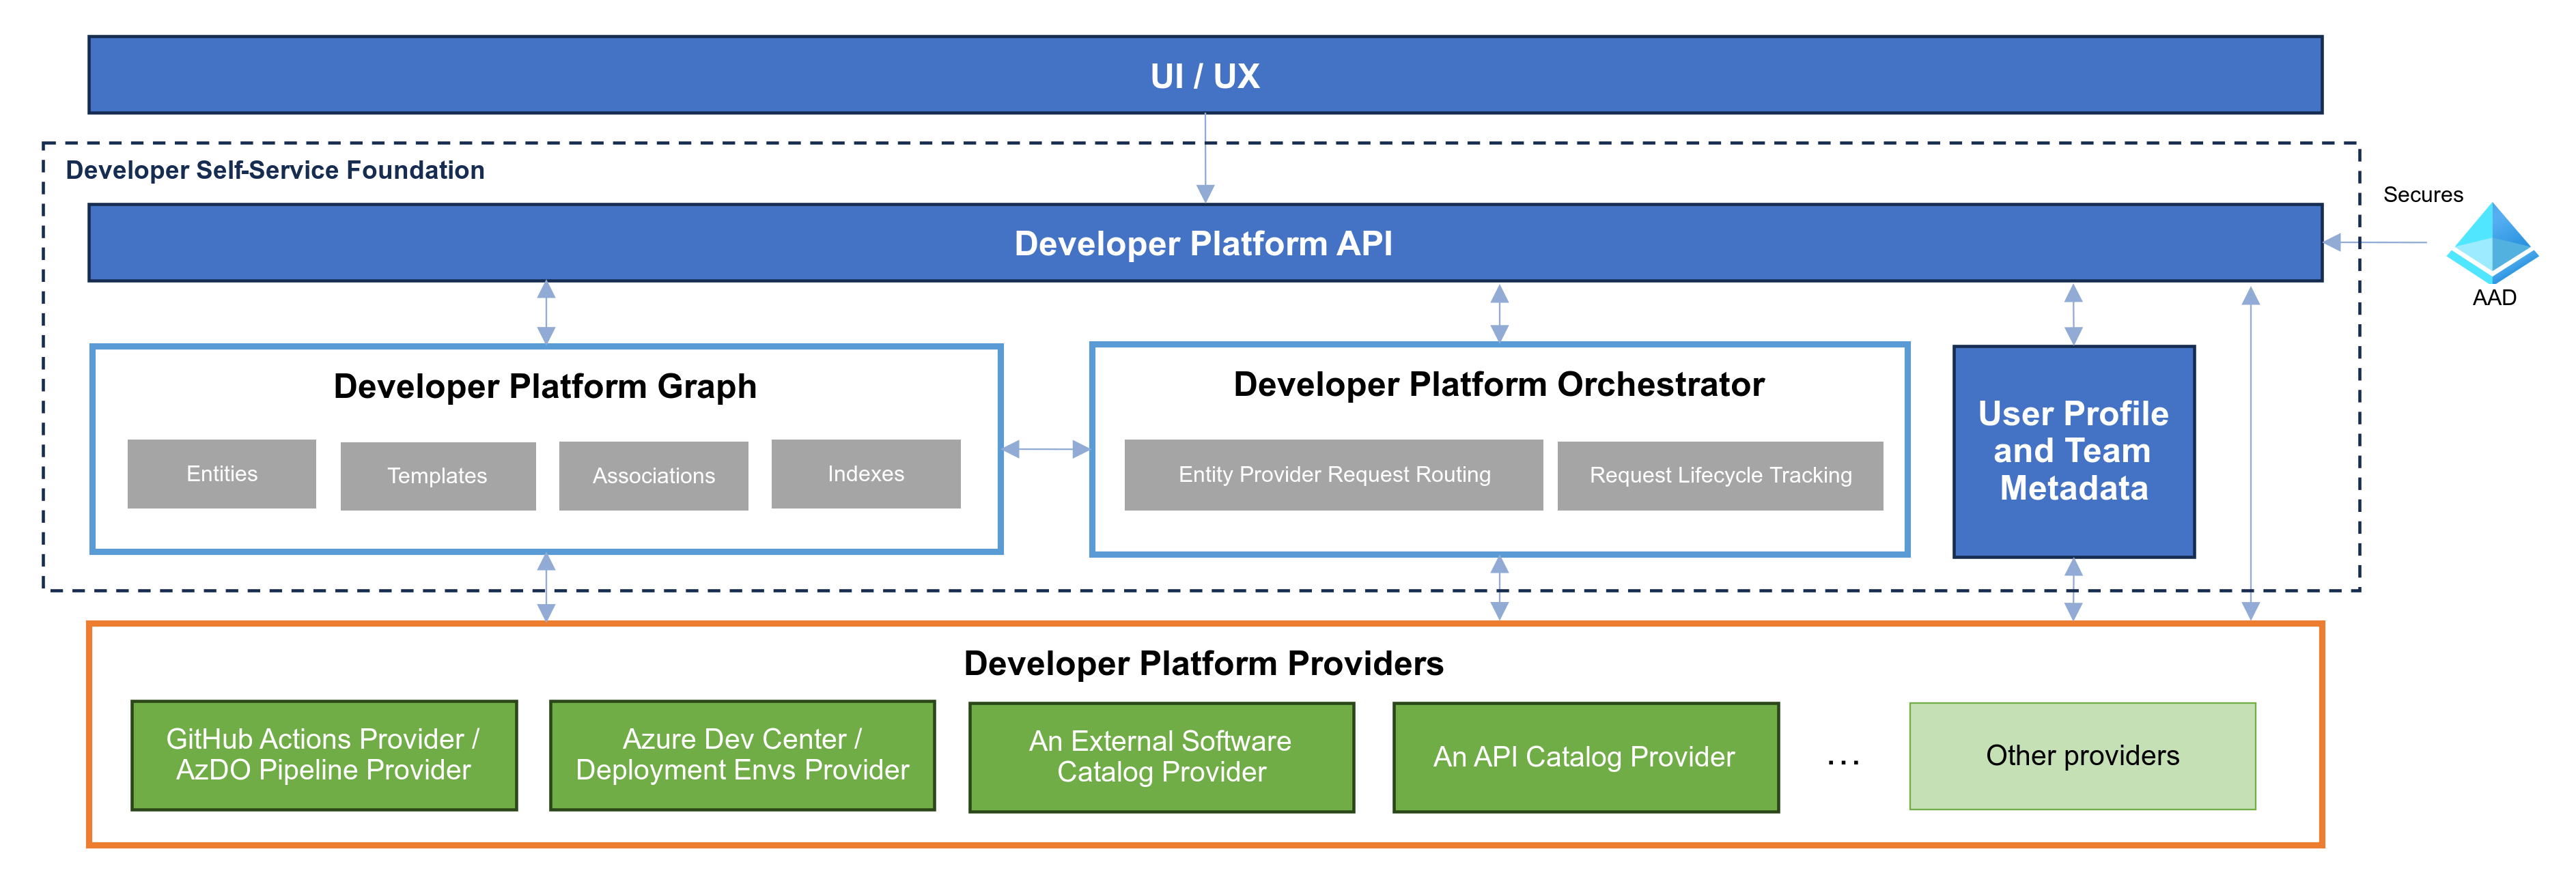 UI / UX
Developer Self-Service Foundation
Secures
Developer Platform API
AAD
Developer Platform Graph
Entities
Templates
Associations
Indexes
Developer Platform Orchestrator
Entity Provider Request Routing
Request Lifecycle Tracking
User Profile
and Team
Metadata
Developer Platform Providers
GitHub Actions Provider /
AzDO Pipeline Provider
Azure Dev Center /
Deployment Envs Provider
An External Software
Catalog Provider
An API Catalog Provider
...
Other providers